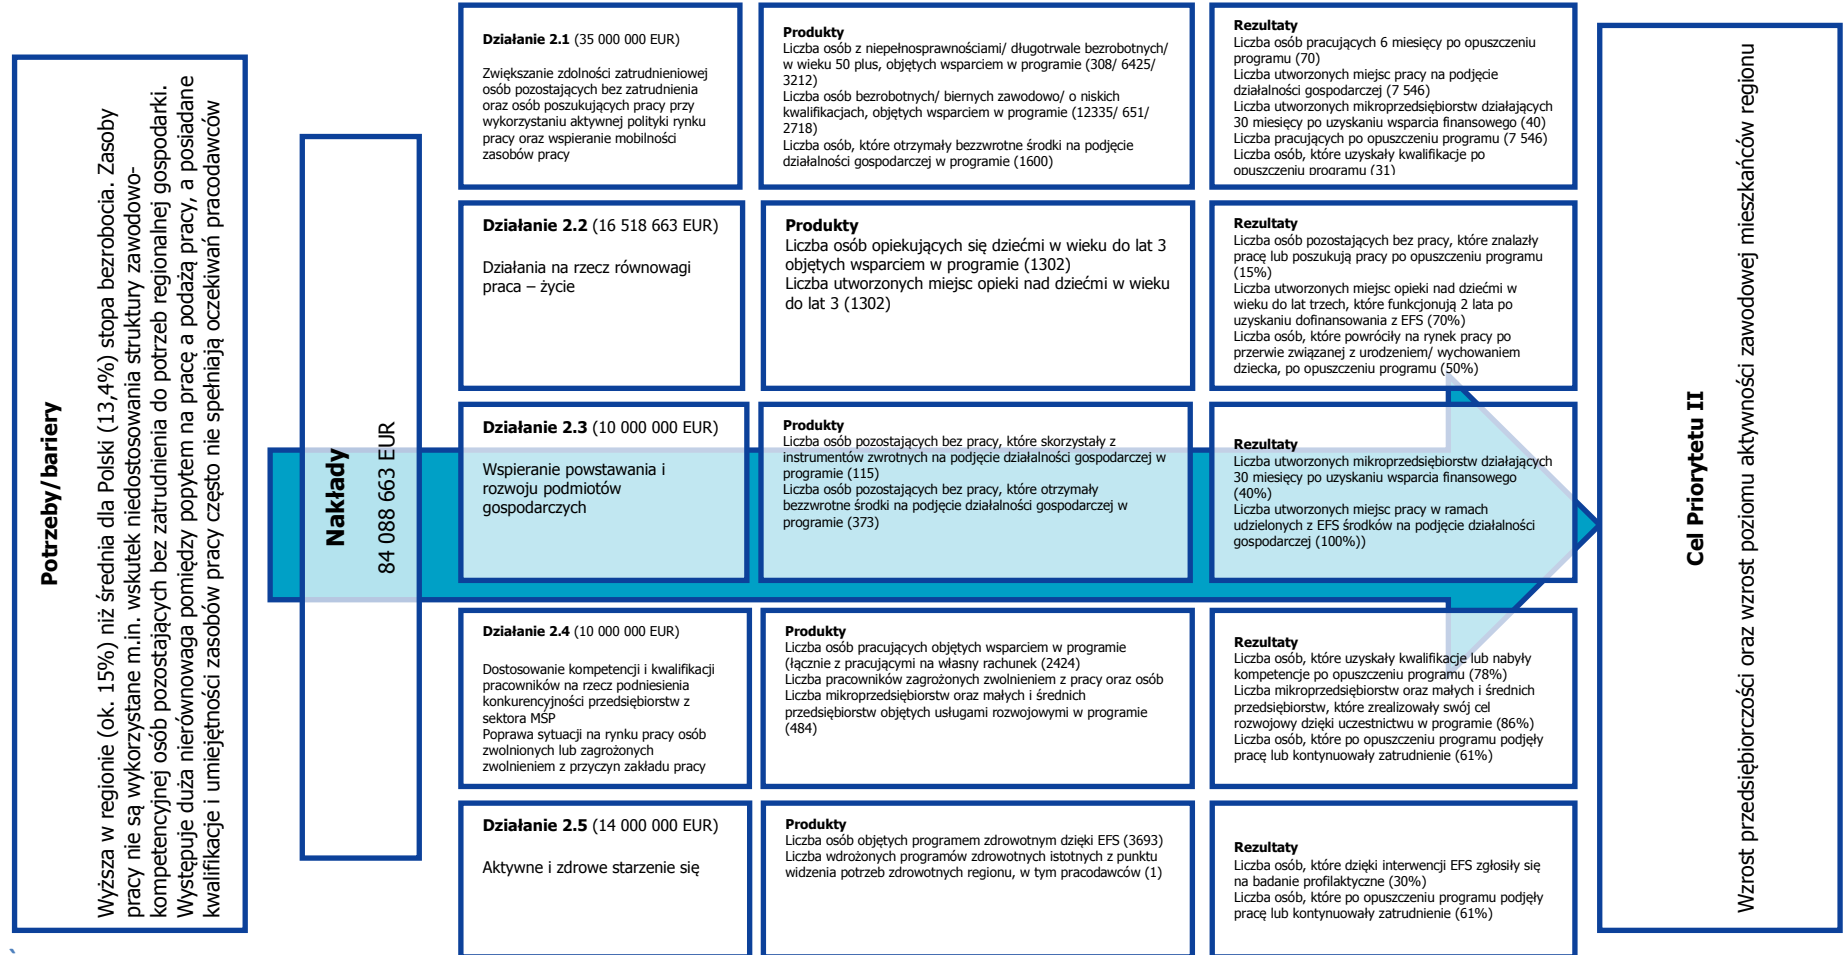 Potrzeby/bariery
Wyższa w regionie (ok. 15%) niż średnia dla Polski (13,4%) stopa bezrobocia. Zasoby
pracy nie są wykorzystane m.in. wskutek niedostosowania struktury zawodowo-
kompetencyjnej osób pozostających bez zatrudnienia do potrzeb regionalnej gospodarki.
Występuje duża nierównowaga pomiędzy popytem na pracę a podażą pracy, a posiadane
kwalifikacje i umiejętności zasobów pracy często nie spełniają oczekiwań pracodawców
Nakłady
84 088 663 EUR
Działanie 2.1 (35 000 000 EUR)
Zwiększanie zdolności zatrudnieniowej
osób pozostających bez zatrudnienia
oraz osób poszukujących pracy przy
wykorzystaniu aktywnej polityki rynku
pracy oraz wspieranie mobilności
zasobów pracy
Produkty
Liczba osób z niepełnosprawnościami/ długotrwale bezrobotnych/
w wieku 50 plus, objętych wsparciem w programie (308/ 6425/
3212)
Liczba osób bezrobotnych/ biernych zawodowo/ o niskich
kwalifikacjach, objętych wsparciem w programie (12335/ 651/
2718)
Liczba osób, które otrzymały bezzwrotne środki na podjęcie
działalności gospodarczej w programie (1600)
Rezultaty
Liczba osób pracujących 6 miesięcy po opuszczeniu
programu (70)
Liczba utworzonych miejsc pracy na podjęcie
działalności gospodarczej (7 546)
Liczba utworzonych mikroprzedsiębiorstw działających
30 miesięcy po uzyskaniu wsparcia finansowego (40)
Liczba pracujących po opuszczeniu programu (7 546)
Liczba osób, które uzyskały kwalifikacje po
opuszczeniu programu (31)
Działanie 2.2 (16 518 663 EUR)
Działania na rzecz równowagi
praca – życie
Produkty
Liczba osób opiekujących się dziećmi w wieku do lat 3
objętych wsparciem w programie (1302)
Liczba utworzonych miejsc opieki nad dziećmi w wieku
do lat 3 (1302)
Rezultaty
Liczba osób pozostających bez pracy, które znalazły
pracę lub poszukują pracy po opuszczeniu programu
(15%)
Liczba utworzonych miejsc opieki nad dziećmi w
wieku do lat trzech, które funkcjonują 2 lata po
uzyskaniu dofinansowania z EFS (70%)
Liczba osób, które powróciły na rynek pracy po
przerwie związanej z urodzeniem/ wychowaniem
dziecka, po opuszczeniu programu (50%)
Działanie 2.3 (10 000 000 EUR)
Wspieranie powstawania i
rozwoju podmiotów
gospodarczych
Produkty
Liczba osób pozostających bez pracy, które skorzystały z
instrumentów zwrotnych na podjęcie działalności gospodarczej w
programie (115)
Liczba osób pozostających bez pracy, które otrzymały
bezzwrotne środki na podjęcie działalności gospodarczej w
programie (373)
Rezultaty
Liczba utworzonych mikroprzedsiębiorstw działających
30 miesięcy po uzyskaniu wsparcia finansowego
(40%)
Liczba utworzonych miejsc pracy w ramach
udzielonych z EFS środków na podjęcie działalności
gospodarczej (100%))
Działanie 2.4 (10 000 000 EUR)
Dostosowanie kompetencji i kwalifikacji
pracowników na rzecz podniesienia
konkurencyjności przedsiębiorstw z
sektora MŚP
Poprawa sytuacji na rynku pracy osób
zwolnionych lub zagrożonych
zwolnieniem z przyczyn zakładu pracy
Produkty
Liczba osób pracujących objętych wsparciem w programie
(łącznie z pracującymi na własny rachunek (2424)
Liczba pracowników zagrożonych zwolnieniem z pracy oraz osób
Liczba mikroprzedsiębiorstw oraz małych i średnich
przedsiębiorstw objętych usługami rozwojowymi w programie
(484)
Rezultaty
Liczba osób, które uzyskały kwalifikacje lub nabyły
kompetencje po opuszczeniu programu (78%)
Liczba mikroprzedsiębiorstw oraz małych i średnich
przedsiębiorstw, które zrealizowały swój cel
rozwojowy dzięki uczestnictwu w programie (86%)
Liczba osób, które po opuszczeniu programu podjęły
pracę lub kontynuowały zatrudnienie (61%)
Działanie 2.5 (14 000 000 EUR)
Aktywne i zdrowe starzenie się
Produkty
Liczba osób objętych programem zdrowotnym dzięki EFS (3693)
Liczba wdrożonych programów zdrowotnych istotnych z punktu
widzenia potrzeb zdrowotnych regionu, w tym pracodawców (1)
Rezultaty
Liczba osób, które dzięki interwencji EFS zgłosiły się
na badanie profilaktyczne (30%)
Liczba osób, które po opuszczeniu programu podjęły
pracę lub kontynuowały zatrudnienie (61%)
Cel Priorytetu II
Wzrost przedsiębiorczości oraz wzrost poziomu aktywności zawodowej mieszkańców regionu